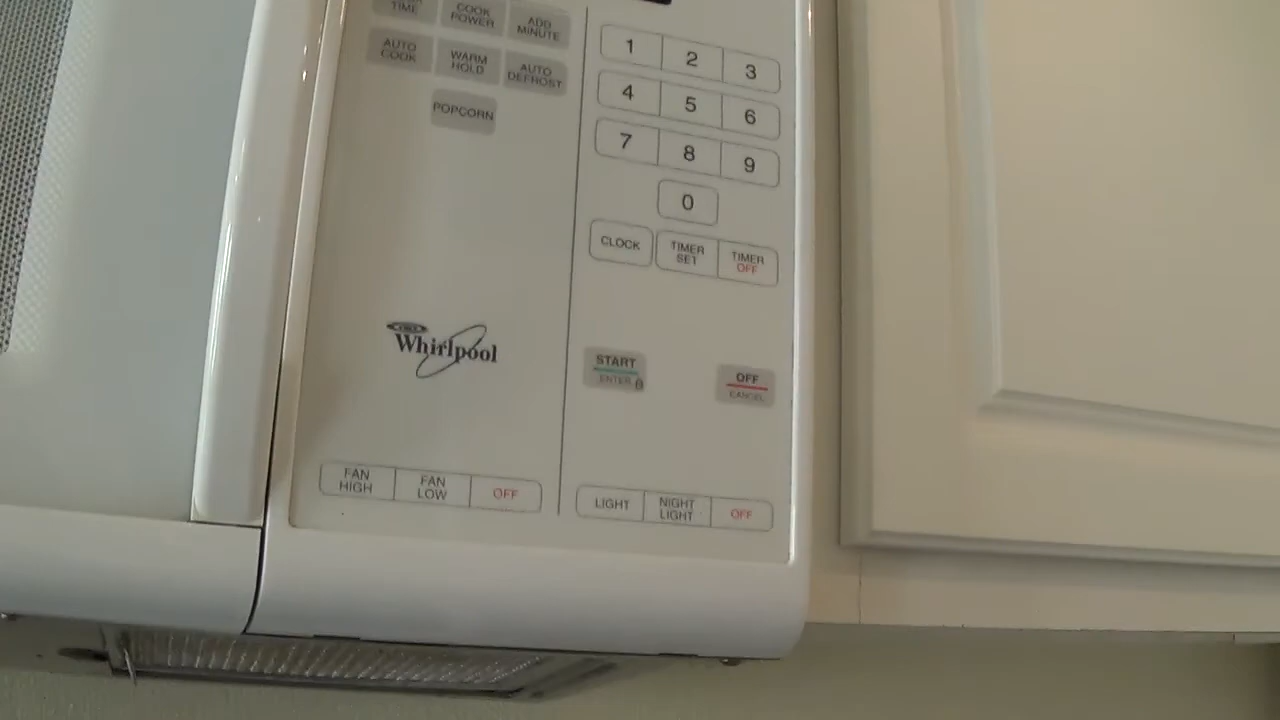 TIME
COOK
POWER
ADD
MINUTE
AUTO
COOK
WARM
HOLD
AUTO
DEFROST
POPCORN
1 2 3
4 5 6
7 8 9
0
CLOCK
TIMER
SET
TIMER
OFF
Whirlpool
START
ENTER
OFF
CANCEL
FAN
HIGH
FAN
LOW
OFF
LIGHT
NIGHT
LIGHT
OFF